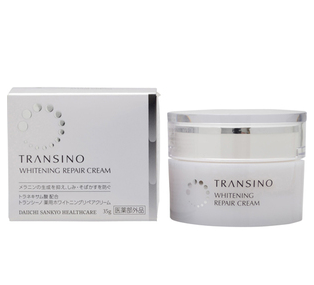 TRANSINO
WHITENING REPAIR CREAM
メラニンの生成を抑え、しみ・そばかすを防ぐ
トラネキサム酸 配合
トランシーノ 薬用ホワイトニングリペアクリーム
DAIICHI SANKYO HEALTHCARE 35g 医薬部外品
TRANSINO
WHITENING
REPAIR CREAM